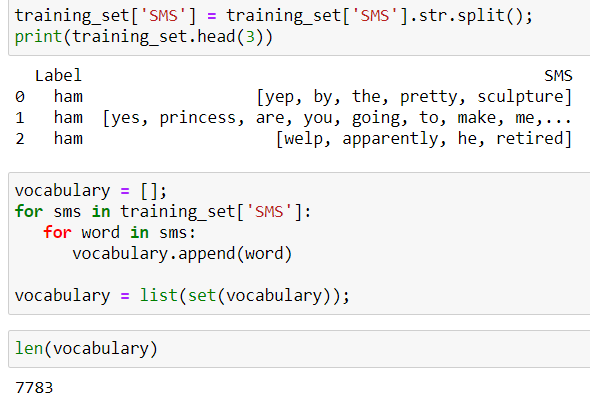 training_set['SMS'] = training_set['SMS'].str.split();
print(training_set.head(3))
Label SMS
0 ham [yep, by, the, pretty, sculpture]
1 ham [yes, princess, are, you, going, to, make, me,...
2 ham [welp, apparently, he, retired]
vocabulary = [];
for sms in training_set['SMS']:
for word in sms:
vocabulary.append(word)
vocabulary = list(set(vocabulary));
len(vocabulary)
7783